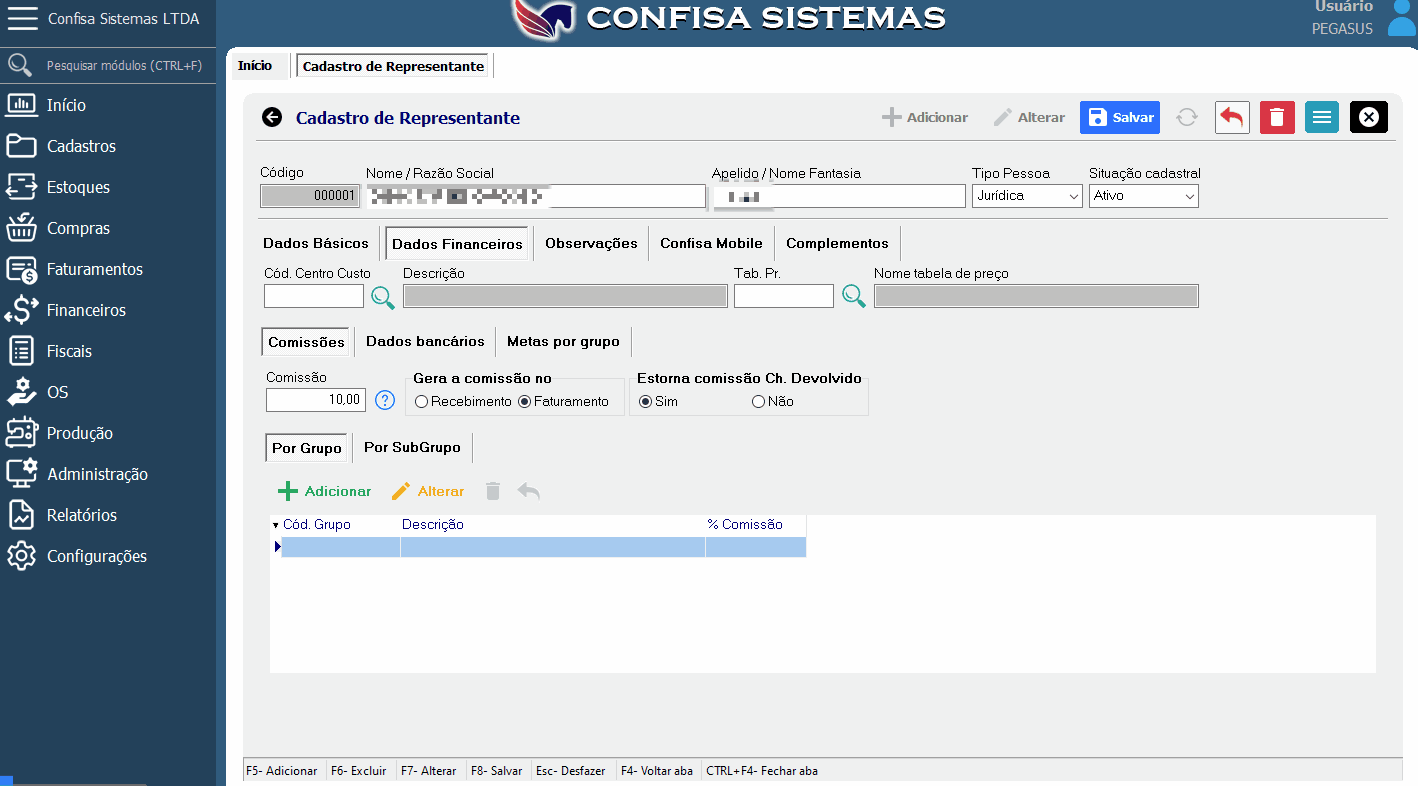 Confisa Sistemas LTDA
CONFISA SISTEMAS
Usuário
PEGASUS
Pesquisar módulos (CTRL+F)
Início
Cadastros
Estoques
Compras
Faturamentos
Financeiros
Fiscais
OS
Produção
Administração
Relatórios
Configurações
Início Cadastro de Representante
Cadastro de Representante Adicionar Alterar Salvar
Código Nome / Razão Social Apelido / Nome Fantasia Tipo Pessoa Situação cadastral
000001 Jurídica Ativo
Dados Básicos Dados Financeiros Observações Confisa Mobile Complementos
Cód. Centro Custo Descrição Tab. Pr. Nome tabela de preço
Comissões Dados bancários Metas por grupo
Comissão Gera a comissão no Estorna comissão Ch. Devolvido
10,00 ? Recebimento Faturamento Sim Não
Por Grupo Por SubGrupo
Adicionar Alterar
Cód. Grupo Descrição % Comissão
F5- Adicionar F6- Excluir F7- Alterar F8- Salvar Esc- Desfazer F4- Voltar aba CTRL+F4- Fechar aba